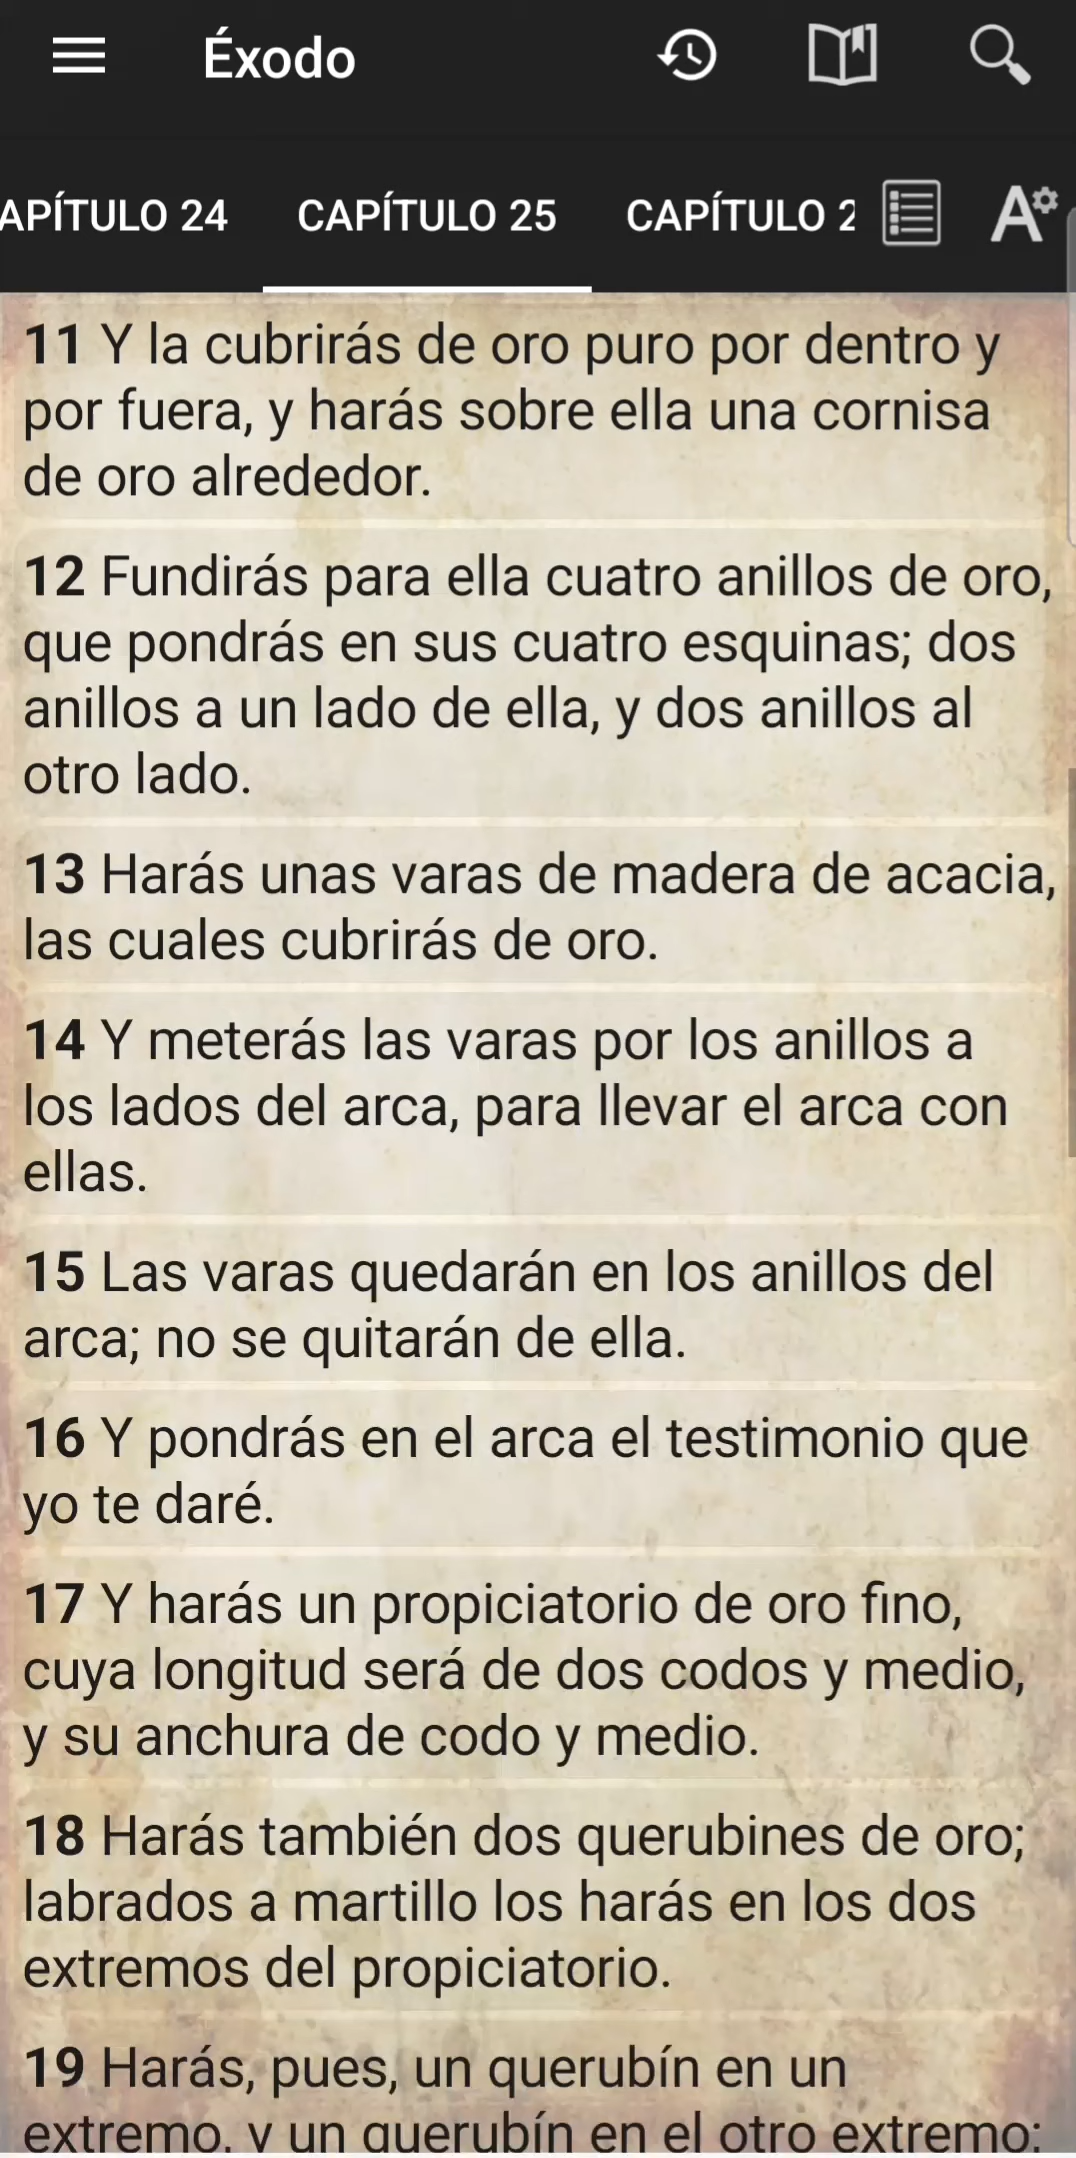 Éxodo
APÍTULO 24 CAPÍTULO 25 CAPÍTULO 2
11 Y la cubrirás de oro puro por dentro y
por fuera, y harás sobre ella una cornisa
de oro alrededor.
12 Fundirás para ella cuatro anillos de oro,
que pondrás en sus cuatro esquinas; dos
anillos a un lado de ella, y dos anillos al
otro lado.
13 Harás unas varas de madera de acacia,
las cuales cubrirás de oro.
14 Y meterás las varas por los anillos a
los lados del arca, para llevar el arca con
ellas.
15 Las varas quedarán en los anillos del
arca; no se quitarán de ella.
16 Y pondrás en el arca el testimonio que
yo te daré.
17 Y harás un propiciatorio de oro fino,
cuya longitud será de dos codos y medio,
y su anchura de codo y medio.
18 Harás también dos querubines de oro;
labrados a martillo los harás en los dos
extremos del propiciatorio.
19 Harás, pues, un querubín en un
extremo, y un querubín en el otro extremo;